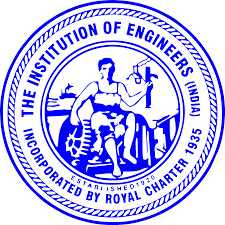 THE INSTITUTION OF ENGINEERS (INDIA)
ESTABLISHED 1920
INCORPORATED BY ROYAL CHARTER 1935